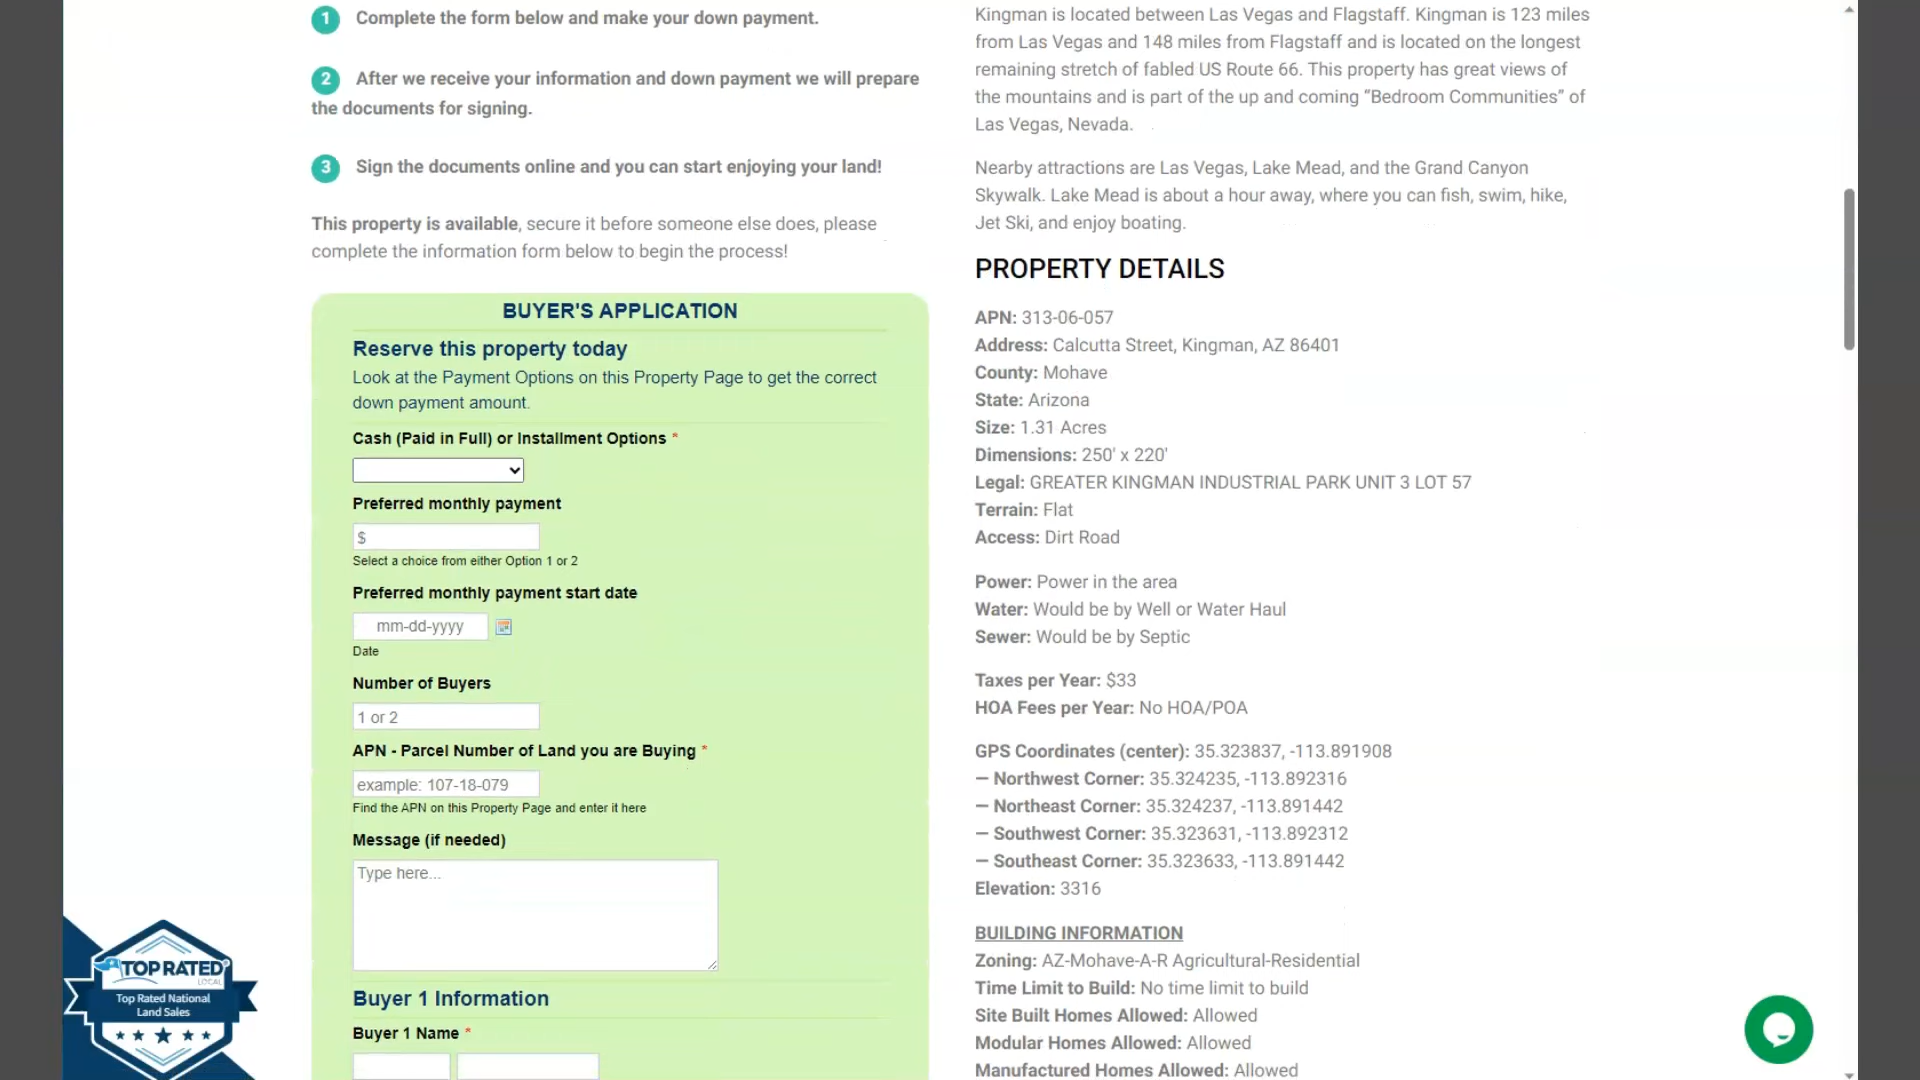 1 Complete the form below and make your down payment.
2 After we receive your information and down payment we will prepare
the documents for signing.
3 Sign the documents online and you can start enjoying your land!
This property is available, secure it before someone else does, please
complete the information form below to begin the process!
BUYER'S APPLICATION
Reserve this property today
Look at the Payment Options on this Property Page to get the correct
down payment amount.
Cash (Paid in Full) or Installment Options *
Preferred monthly payment
$
Select a choice from either Option 1 or 2
Preferred monthly payment start date
mm-dd-yyyy
Date
Number of Buyers
1 or 2
APN - Parcel Number of Land you are Buying *
example: 107-18-079
Find the APN on this Property Page and enter it here
Message (if needed)
Type here...
Buyer 1 Information
Buyer 1 Name *
Kingman is located between Las Vegas and Flagstaff. Kingman is 123 miles
from Las Vegas and 148 miles from Flagstaff and is located on the longest
remaining stretch of fabled US Route 66. This property has great views of
the mountains and is part of the up and coming “Bedroom Communities” of
Las Vegas, Nevada.
Nearby attractions are Las Vegas, Lake Mead, and the Grand Canyon
Skywalk. Lake Mead is about a hour away, where you can fish, swim, hike,
Jet Ski, and enjoy boating.
PROPERTY DETAILS
APN: 313-06-057
Address: Calcutta Street, Kingman, AZ 86401
County: Mohave
State: Arizona
Size: 1.31 Acres
Dimensions: 250' x 220'
Legal: GREATER KINGMAN INDUSTRIAL PARK UNIT 3 LOT 57
Terrain: Flat
Access: Dirt Road
Power: Power in the area
Water: Would be by Well or Water Haul
Sewer: Would be by Septic
Taxes per Year: $33
HOA Fees per Year: No HOA/POA
GPS Coordinates (center): 35.323837, -113.891908
— Northwest Corner: 35.324235, -113.892316
— Northeast Corner: 35.324237, -113.891442
— Southwest Corner: 35.323631, -113.892312
— Southeast Corner: 35.323633, -113.891442
Elevation: 3316
BUILDING INFORMATION
Zoning: AZ-Mohave-A-R Agricultural-Residential
Time Limit to Build: No time limit to build
Site Built Homes Allowed: Allowed
Modular Homes Allowed: Allowed
Manufactured Homes Allowed: Allowed
TOP RATED
LOCAL
Top Rated National
Land Sales